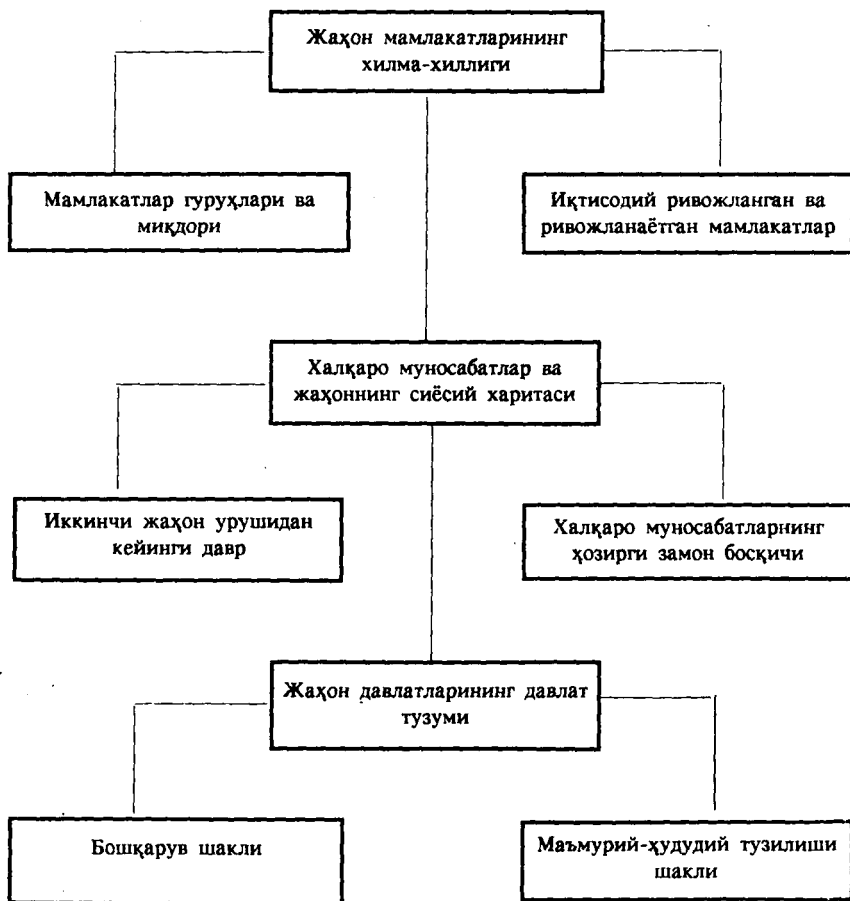 Жаҳон мамлакатларининг
хилма-хиллиги
Мамлакатлар гуруҳлари ва
миқдори
Иқтисодий ривожланган ва
ривожланаётган мамлакатлар
Халқаро муносабатлар ва
жаҳоннинг сиёсий харитаси
Иккинчи жаҳон урушидан
кейинги давр
Халқаро муносабатларнинг
ҳозирги замон босқичи
Жаҳон давлатларининг давлат
тузуми
Бошқарув шакли
Маъмурий-ҳудудий тузилиши
шакли